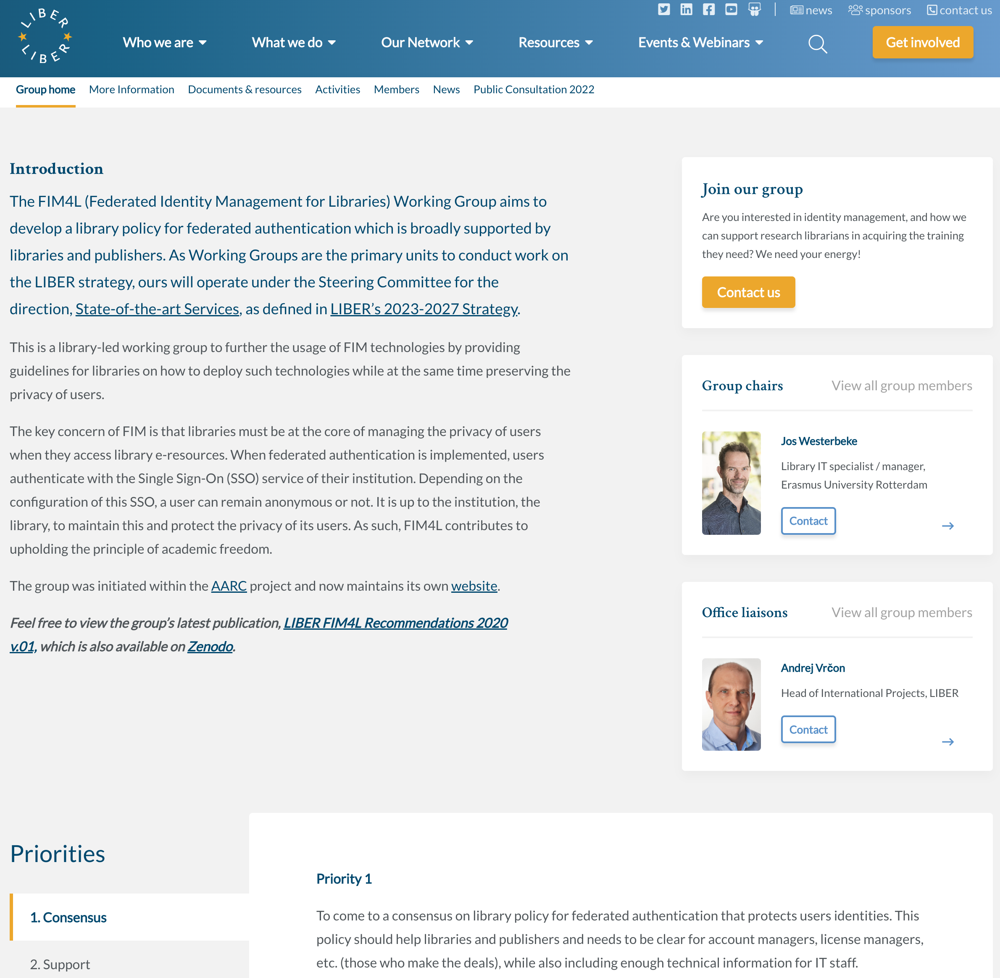 LIBER
LIBER
news
sponsors
contact us
Who we are
What we do
Our Network
Resources
Events & Webinars
Get involved
Group home
More Information
Documents & resources
Activities
Members
News
Public Consultation 2022
Introduction
The FIM4L (Federated Identity Management for Libraries) Working Group aims to
develop a library policy for federated authentication which is broadly supported by
libraries and publishers. As Working Groups are the primary units to conduct work on
the LIBER strategy, ours will operate under the Steering Committee for the
direction, State-of-the-art Services, as defined in LIBER’s 2023-2027 Strategy.
This is a library-led working group to further the usage of FIM technologies by providing
guidelines for libraries on how to deploy such technologies while at the same time preserving the
privacy of users.
The key concern of FIM is that libraries must be at the core of managing the privacy of users
when they access library e-resources. When federated authentication is implemented, users
authenticate with the Single Sign-On (SSO) service of their institution. Depending on the
configuration of this SSO, a user can remain anonymous or not. It is up to the institution, the
library, to maintain this and protect the privacy of its users. As such, FIM4L contributes to
upholding the principle of academic freedom.
The group was initiated within the AARC project and now maintains its own website.
Feel free to view the group’s latest publication, LIBER FIM4L Recommendations 2020
v.01, which is also available on Zenodo.
Join our group
Are you interested in identity management, and how we
can support research librarians in acquiring the training
they need? We need your energy!
Contact us
Group chairs
View all group members
Jos Westerbeke
Library IT specialist / manager,
Erasmus University Rotterdam
Contact
Office liaisons
View all group members
Andrej Vrčon
Head of International Projects, LIBER
Contact
Priorities
1. Consensus
2. Support
Priority 1
To come to a consensus on library policy for federated authentication that protects users identities. This
policy should help libraries and publishers and needs to be clear for account managers, license managers,
etc. (those who make the deals), while also including enough technical information for IT staff.